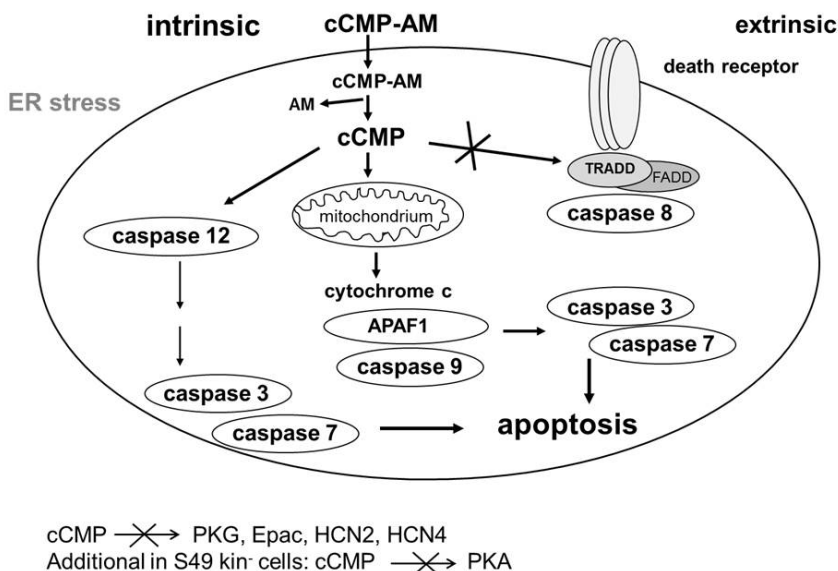 intrinsic
cCMP-AM
extrinsic
death receptor
cCMP-AM
ER stress
AM
cCMP
TRADD
FADD
mitochondrium
caspase 8
caspase 12
cytochrome c
caspase 3
APAF1
caspase 7
caspase 9
caspase 3
caspase 7
apoptosis
cCMP PKG, Epac, HCN2, HCN4
Additional in S49 kin- cells: cCMP PKA